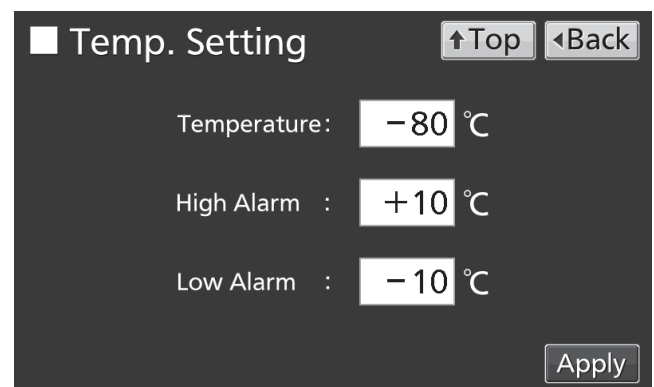 Temp. Setting ↑Top ◂Back
Temperature: −80 ℃
High Alarm : +10 ℃
Low Alarm : −10 ℃
Apply